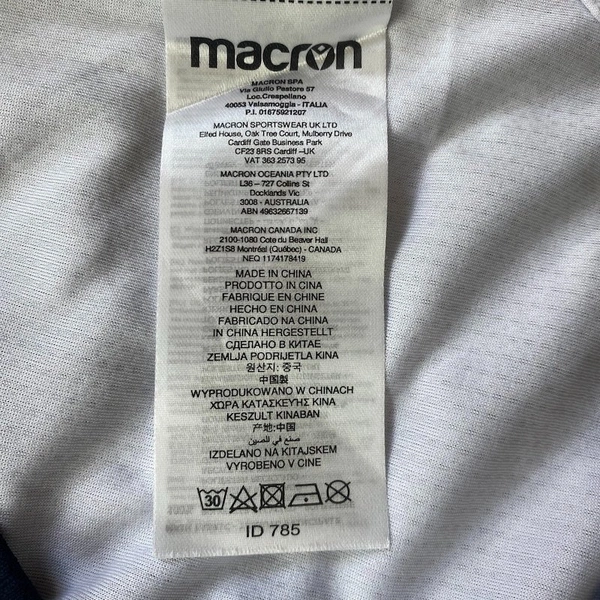 macron
MACRON SPA
Via Giulio Pastore 57
Loc.Crespellano
40053 Valsamoggia - ITALIA
P.I. 01675921207
MACRON SPORTSWEAR UK LTD
Elfed House, Oak Tree Court, Mulberry Drive
Cardiff Gate Business Park
CF23 8RS Cardiff –UK
VAT 363 2573 95
MACRON OCEANIA PTY LTD
L36 – 727 Collins St
Docklands Vic
3008 - AUSTRALIA
ABN 49632667139
MACRON CANADA INC
2100-1080 Cote du Beaver Hall
H2Z1S8 Montréal (Québec) - CANADA
NEQ 1174178419
MADE IN CHINA
PRODOTTO IN CINA
FABRIQUE EN CHINE
HECHO EN CHINA
FABRICADO NA CHINA
IN CHINA HERGESTELLT
СДЕЛАНО В КИТАЕ
ZEMLJA PODRIJETLA KINA
원산지: 중국
中国製
WYPRODUKOWANO W CHINACH
ΧΩΡΑ ΚΑΤΑΣΚΕΥΉΣ ΚΙΝΑ
KESZULT KINABAN
产地:中国
صنع في الصين
IZDELANO NA KITAJSKEM
VYROBENO V CINE
30
ID 785